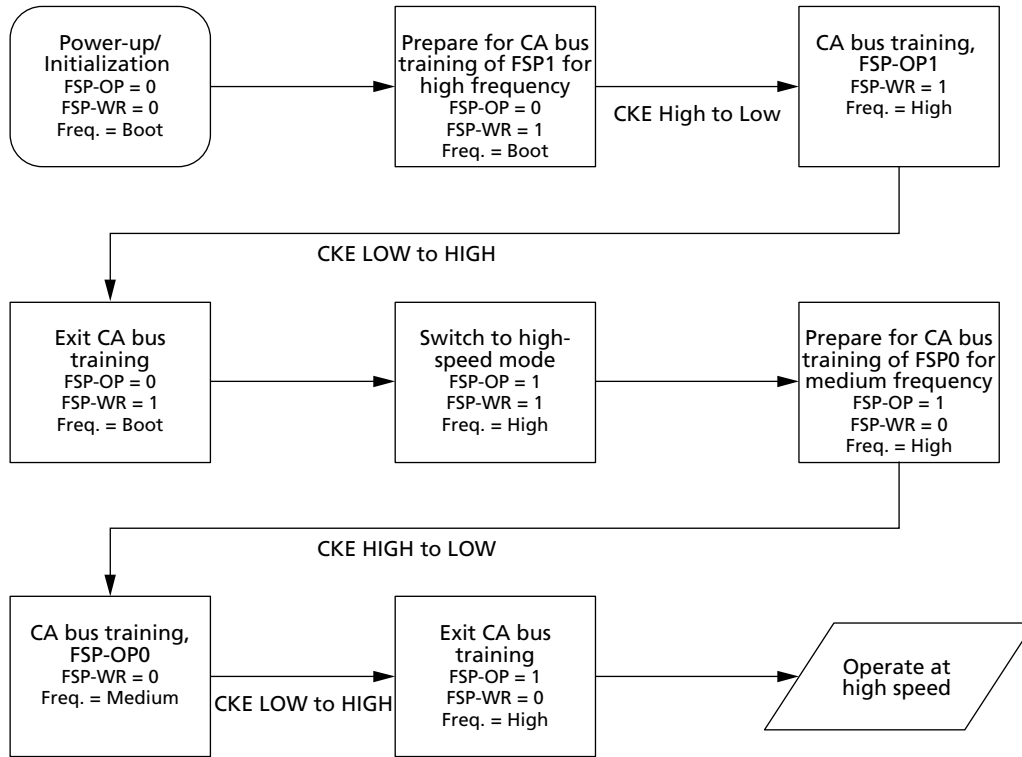 Power-up/
Initialization
FSP-OP = 0
FSP-WR = 0
Freq. = Boot
Prepare for CA bus
training of FSP1 for
high frequency
FSP-OP = 0
FSP-WR = 1
Freq. = Boot
CKE High to Low
CA bus training,
FSP-OP1
FSP-WR = 1
Freq. = High
CKE LOW to HIGH
Exit CA bus
training
FSP-OP = 0
FSP-WR = 1
Freq. = Boot
Switch to high-
speed mode
FSP-OP = 1
FSP-WR = 1
Freq. = High
Prepare for CA bus
training of FSP0 for
medium frequency
FSP-OP = 1
FSP-WR = 0
Freq. = High
CKE HIGH to LOW
CA bus training,
FSP-OP0
FSP-WR = 0
Freq. = Medium
CKE LOW to HIGH
Exit CA bus
training
FSP-OP = 1
FSP-WR = 0
Freq. = High
Operate at
high speed